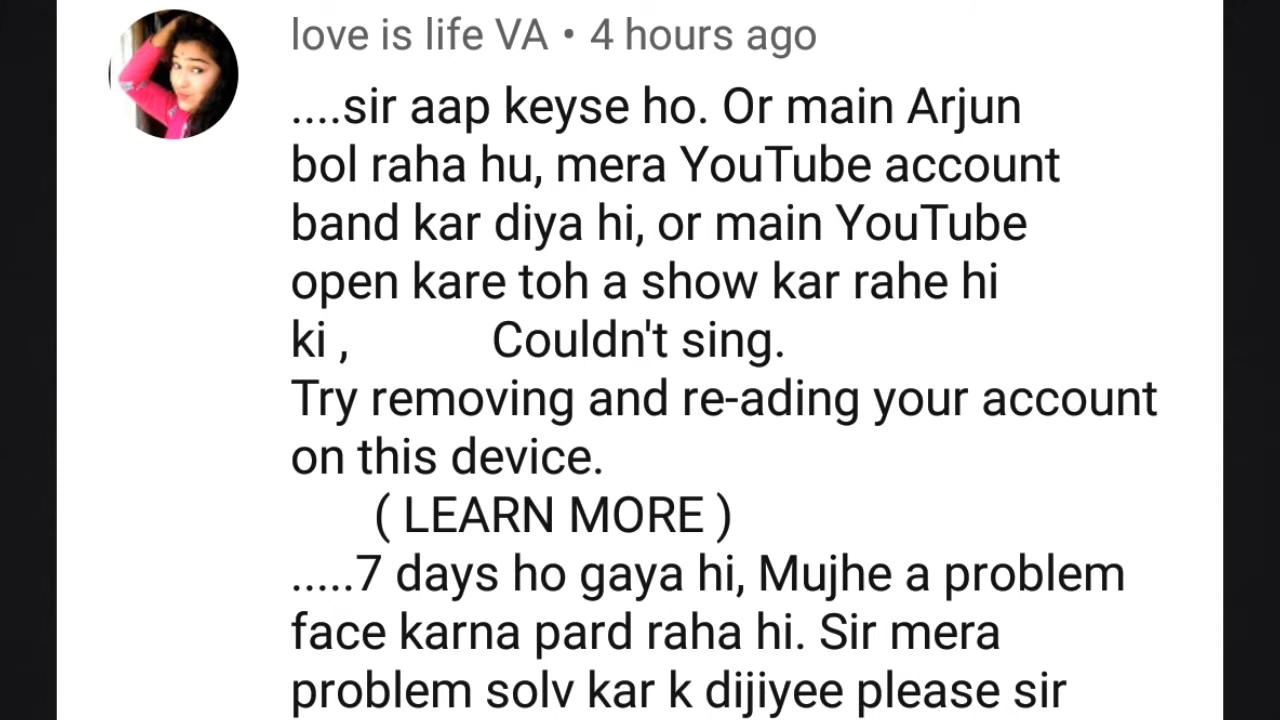 love is life VA • 4 hours ago
....sir aap keyse ho. Or main Arjun
bol raha hu, mera YouTube account
band kar diya hi, or main YouTube
open kare toh a show kar rahe hi
ki , Couldn't sing.
Try removing and re-ading your account
on this device.
( LEARN MORE )
.....7 days ho gaya hi, Mujhe a problem
face karna pard raha hi. Sir mera
problem solv kar k dijiyee please sir